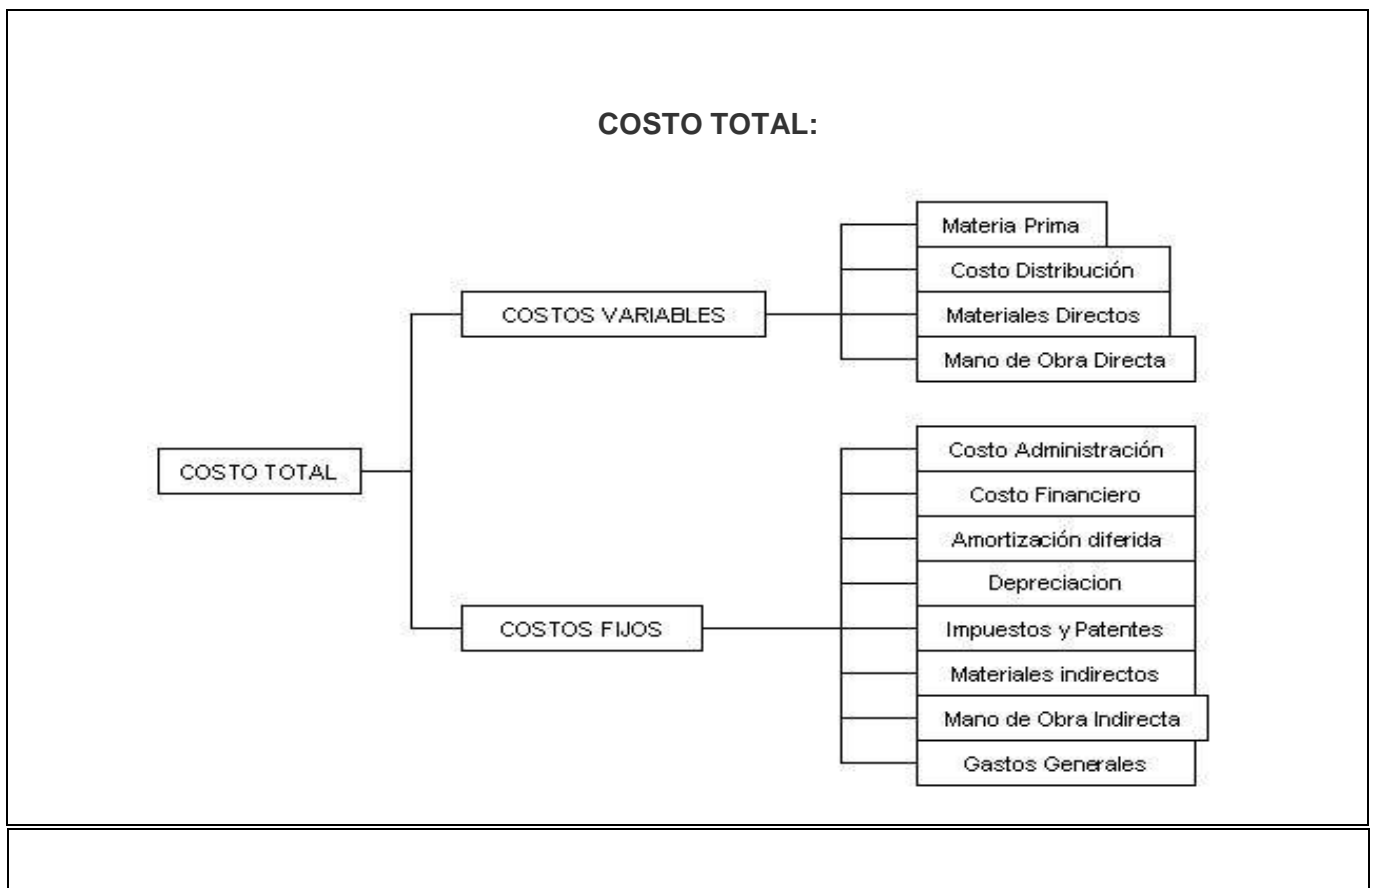 COSTO TOTAL:
COSTO TOTAL
COSTOS VARIABLES
Materia Prima
Costo Distribución
Materiales Directos
Mano de Obra Directa
COSTOS FIJOS
Costo Administración
Costo Financiero
Amortización diferida
Depreciacion
Impuestos y Patentes
Materiales indirectos
Mano de Obra Indirecta
Gastos Generales